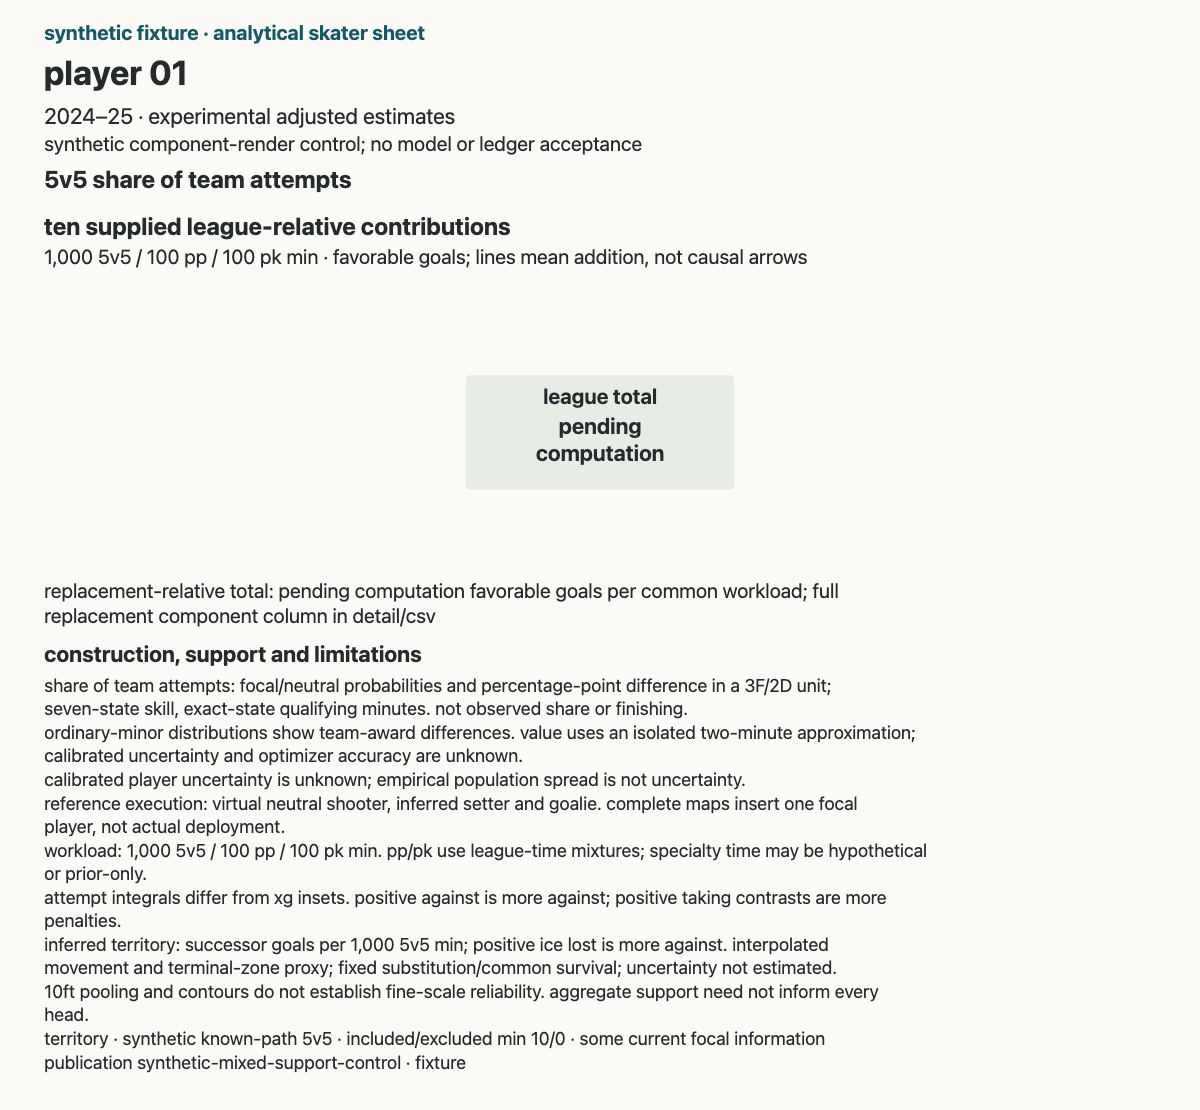 synthetic fixture · analytical skater sheet
player 01
2024–25 · experimental adjusted estimates
synthetic component-render control; no model or ledger acceptance
5v5 share of team attempts
ten supplied league-relative contributions
1,000 5v5 / 100 pp / 100 pk min · favorable goals; lines mean addition, not causal arrows
league total
pending
computation
replacement-relative total: pending computation favorable goals per common workload; full
replacement component column in detail/csv
construction, support and limitations
share of team attempts: focal/neutral probabilities and percentage-point difference in a 3F/2D unit;
seven-state skill, exact-state qualifying minutes. not observed share or finishing.
ordinary-minor distributions show team-award differences. value uses an isolated two-minute approximation;
calibrated uncertainty and optimizer accuracy are unknown.
calibrated player uncertainty is unknown; empirical population spread is not uncertainty.
reference execution: virtual neutral shooter, inferred setter and goalie. complete maps insert one focal
player, not actual deployment.
workload: 1,000 5v5 / 100 pp / 100 pk min. pp/pk use league-time mixtures; specialty time may be hypothetical
or prior-only.
attempt integrals differ from xg insets. positive against is more against; positive taking contrasts are more
penalties.
inferred territory: successor goals per 1,000 5v5 min; positive ice lost is more against. interpolated
movement and terminal-zone proxy; fixed substitution/common survival; uncertainty not estimated.
10ft pooling and contours do not establish fine-scale reliability. aggregate support need not inform every
head.
territory · synthetic known-path 5v5 · included/excluded min 10/0 · some current focal information
publication synthetic-mixed-support-control · fixture